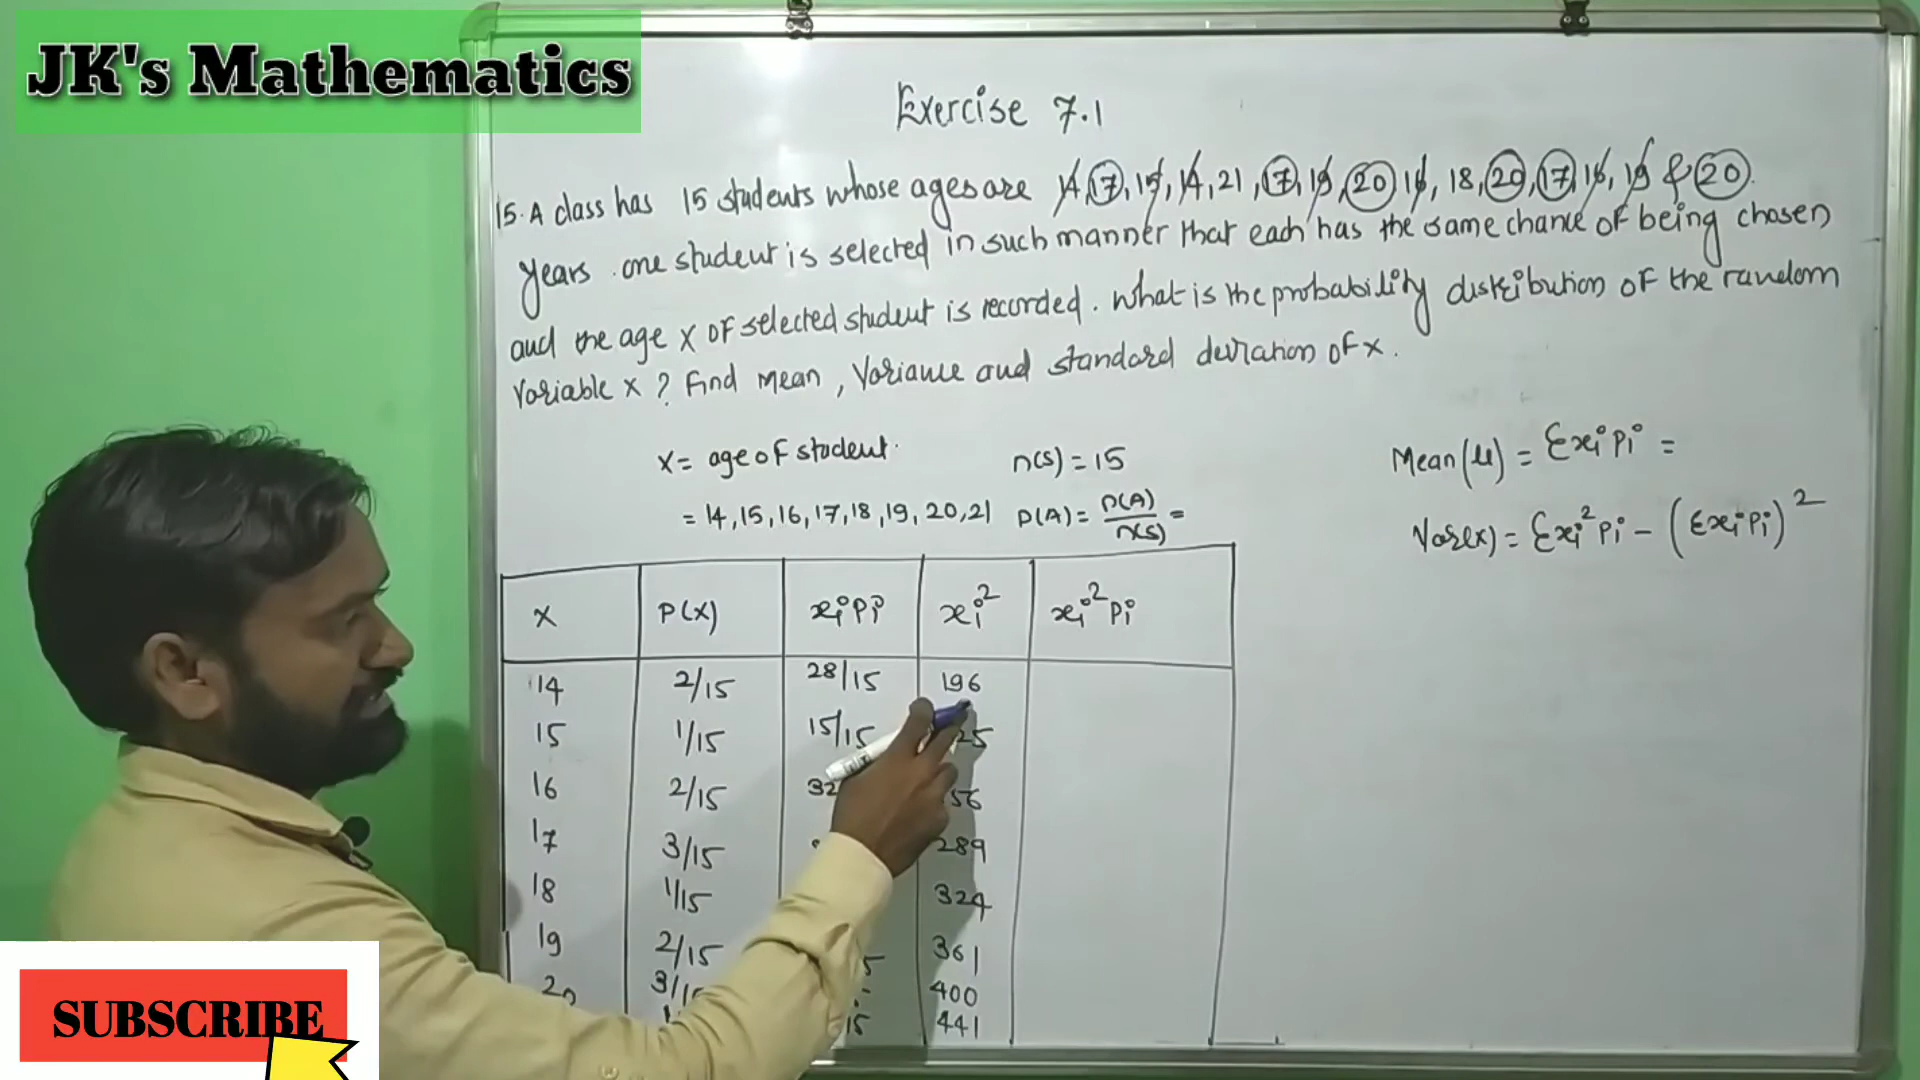 JK's Mathematics
Exercise 7.1
15. A class has 15 students whose ages are 14, 17, 15, 14, 21, 17, 19, 20, 16, 18, 20, 17, 16, 19 & 20.
years. one student is selected in such manner that each has the same chance of being chosen
and the age X of selected student is recorded. what is the probability distribution of the random
Variable X ? Find Mean, Variance and standard deviation of x.
X = age of student.
n(s) = 15
Mean (μ) = Σxipi =
= 14, 15, 16, 17, 18, 19, 20, 21
P(A) = n(A)/n(s) =
Var(x) = Σxi²pi - (Σxipi)²
X P(X) xipi xi² xi²pi
14 2/15 28/15 196
15 1/15 15/15
16 2/15
17 3/15 289
18 1/15 324
19 2/15 361
20 400
441
SUBSCRIBE